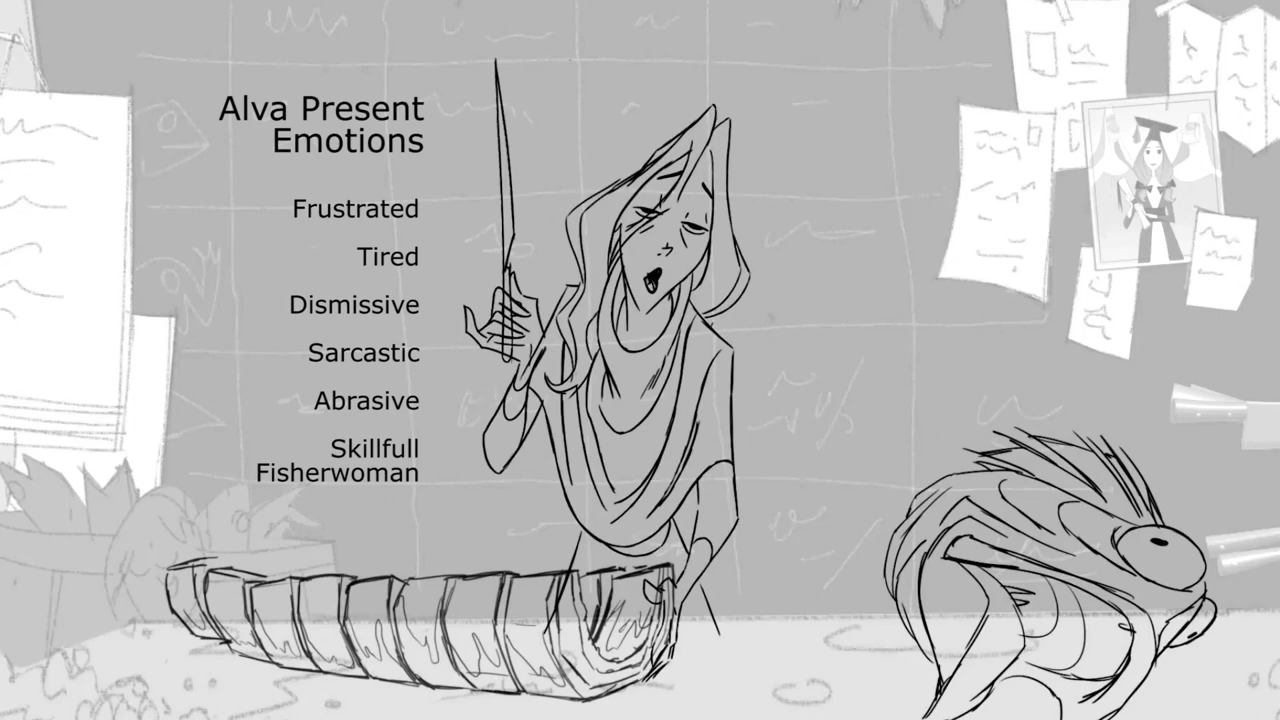 Alva Present
Emotions
Frustrated
Tired
Dismissive
Sarcastic
Abrasive
Skillfull
Fisherwoman